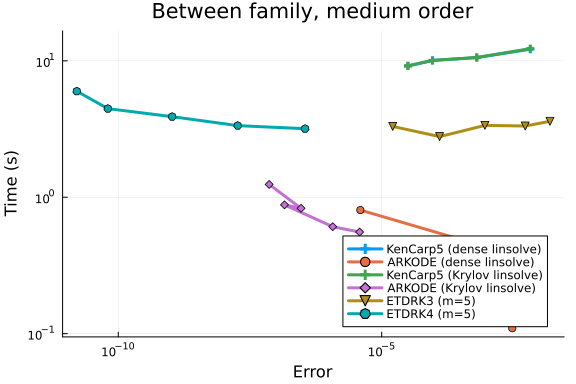 Between family, medium order
Time (s)
10¹
10⁰
10⁻¹
KenCarp5 (dense linsolve)
ARKODE (dense linsolve)
KenCarp5 (Krylov linsolve)
ARKODE (Krylov linsolve)
ETDRK3 (m=5)
ETDRK4 (m=5)
10⁻¹⁰
10⁻⁵
Error